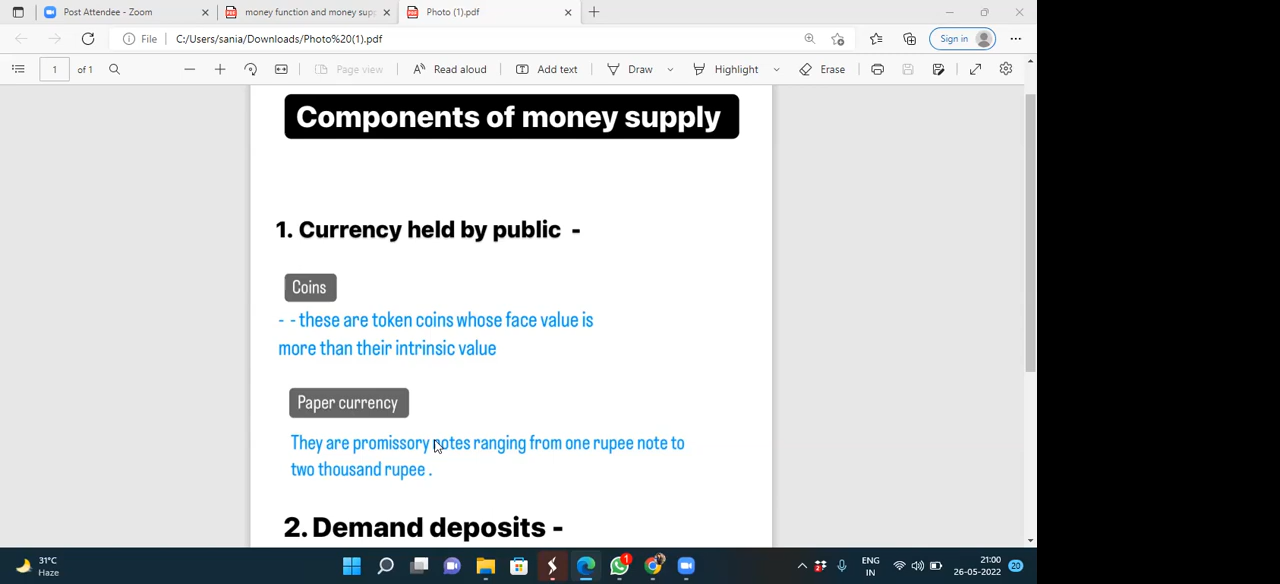 Post Attendee - Zoom
money function and money sup
Photo (1).pdf
File
C:/Users/sania/Downloads/Photo%20(1).pdf
Sign in
1
of 1
Page view
Read aloud
Add text
Draw
Highlight
Erase
Components of money supply
1. Currency held by public -
Coins
- - these are token coins whose face value is
more than their intrinsic value
Paper currency
They are promissory notes ranging from one rupee note to
two thousand rupee .
2. Demand deposits -
31°C
Haze
1
ENG
IN
21:00
26-05-2022
20